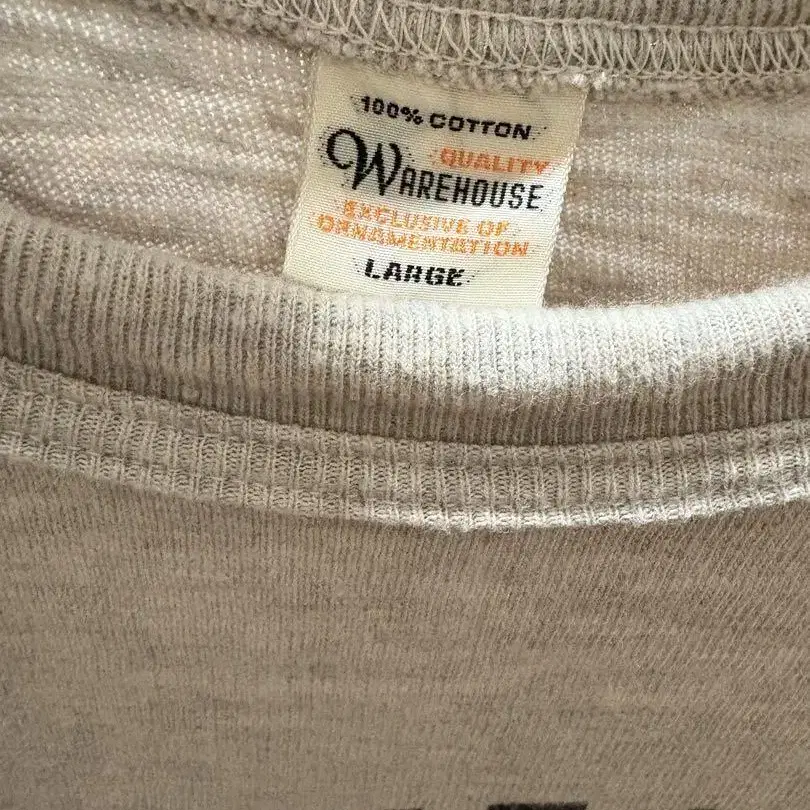 100% COTTON
QUALITY
WAREHOUSE
EXCLUSIVE OF
ORNAMENTATION
LARGE